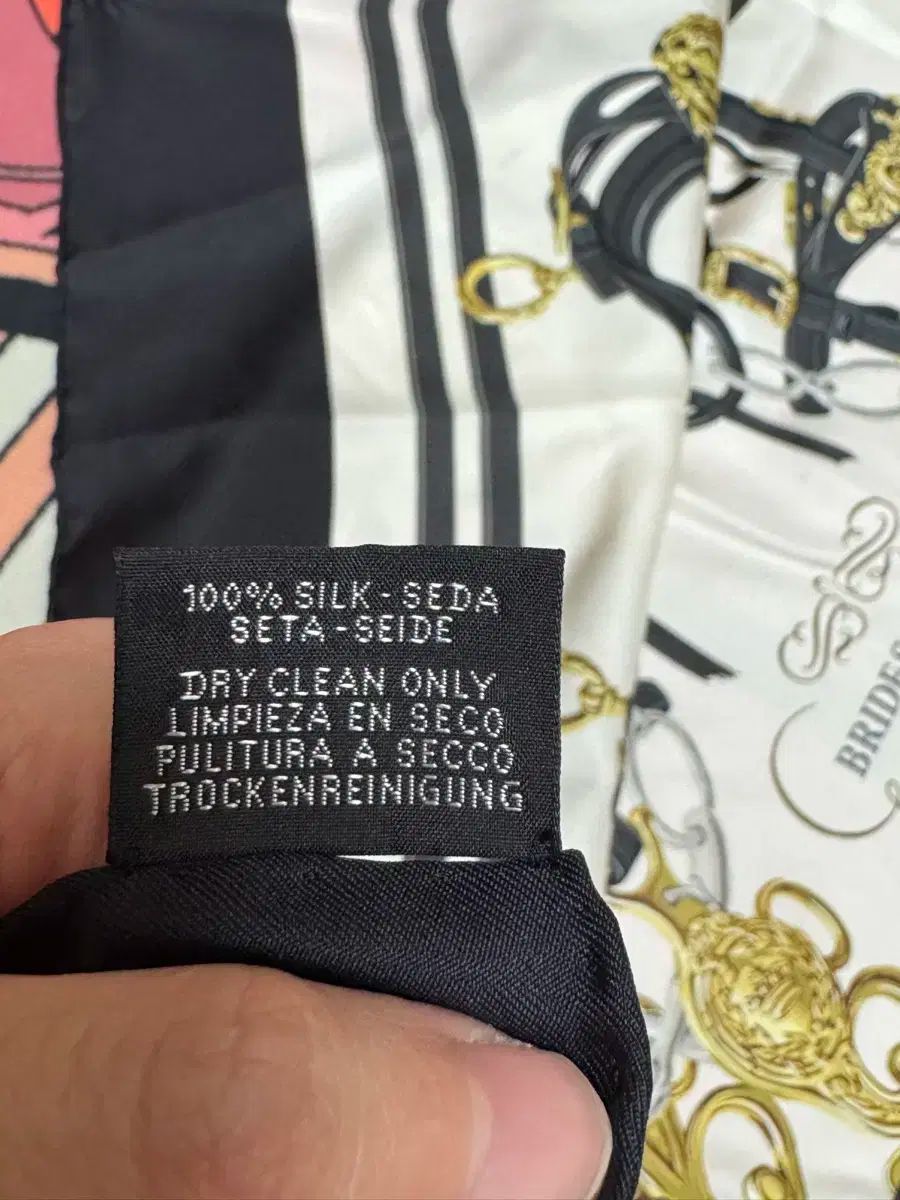 100% SILK-SEDA
SETA-SEIDE
DRY CLEAN ONLY
LIMPIEZA EN SECO
PULITURA A SECCO
TROCKENREINIGUNG
BRIDES